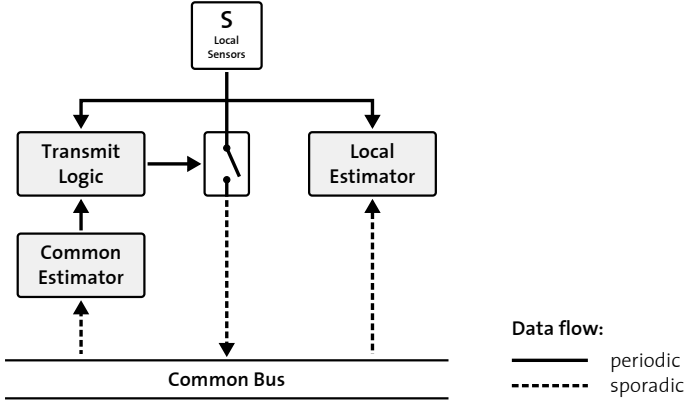 S
Local
Sensors
Transmit
Logic
Local
Estimator
Common
Estimator
Common Bus
Data flow:
periodic
sporadic